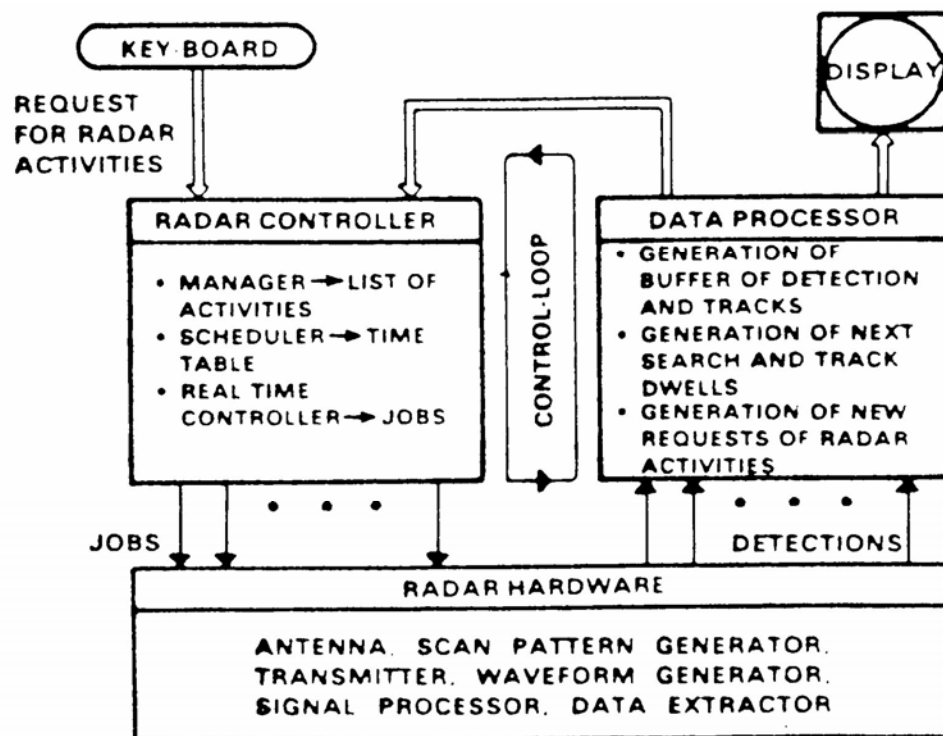 KEY-BOARD
DISPLAY
REQUEST
FOR RADAR
ACTIVITIES
RADAR CONTROLLER
• MANAGER → LIST OF
ACTIVITIES
• SCHEDULER → TIME
TABLE
• REAL TIME
CONTROLLER → JOBS
CONTROL-LOOP
DATA PROCESSOR
• GENERATION OF
BUFFER OF DETECTION
AND TRACKS
• GENERATION OF NEXT
SEARCH AND TRACK
DWELLS
• GENERATION OF NEW
REQUESTS OF RADAR
ACTIVITIES
JOBS
DETECTIONS
RADAR HARDWARE
ANTENNA, SCAN PATTERN GENERATOR,
TRANSMITTER, WAVEFORM GENERATOR,
SIGNAL PROCESSOR, DATA EXTRACTOR